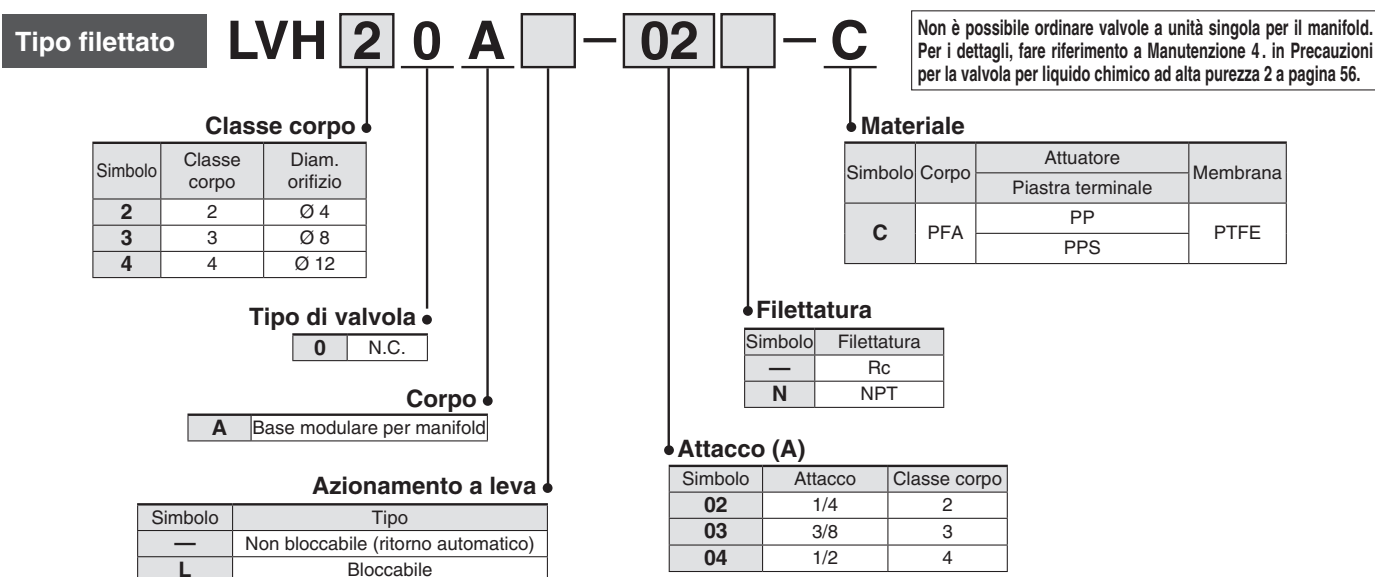 Tipo filettato
LVH 2 0 A — 02 — C
Non è possibile ordinare valvole a unità singola per il manifold.
Per i dettagli, fare riferimento a Manutenzione 4. in Precauzioni
per la valvola per liquido chimico ad alta purezza 2 a pagina 56.
Classe corpo
Simbolo Classe corpo Diam. orifizio
2 2 Ø 4
3 3 Ø 8
4 4 Ø 12
Materiale
Simbolo Corpo Attuatore Membrana
Piastra terminale
C PFA PP PTFE
PPS
Tipo di valvola
0 N.C.
Filettatura
Simbolo Filettatura
— Rc
N NPT
Corpo
A Base modulare per manifold
Attacco (A)
Simbolo Attacco Classe corpo
02 1/4 2
03 3/8 3
04 1/2 4
Azionamento a leva
Simbolo Tipo
— Non bloccabile (ritorno automatico)
L Bloccabile